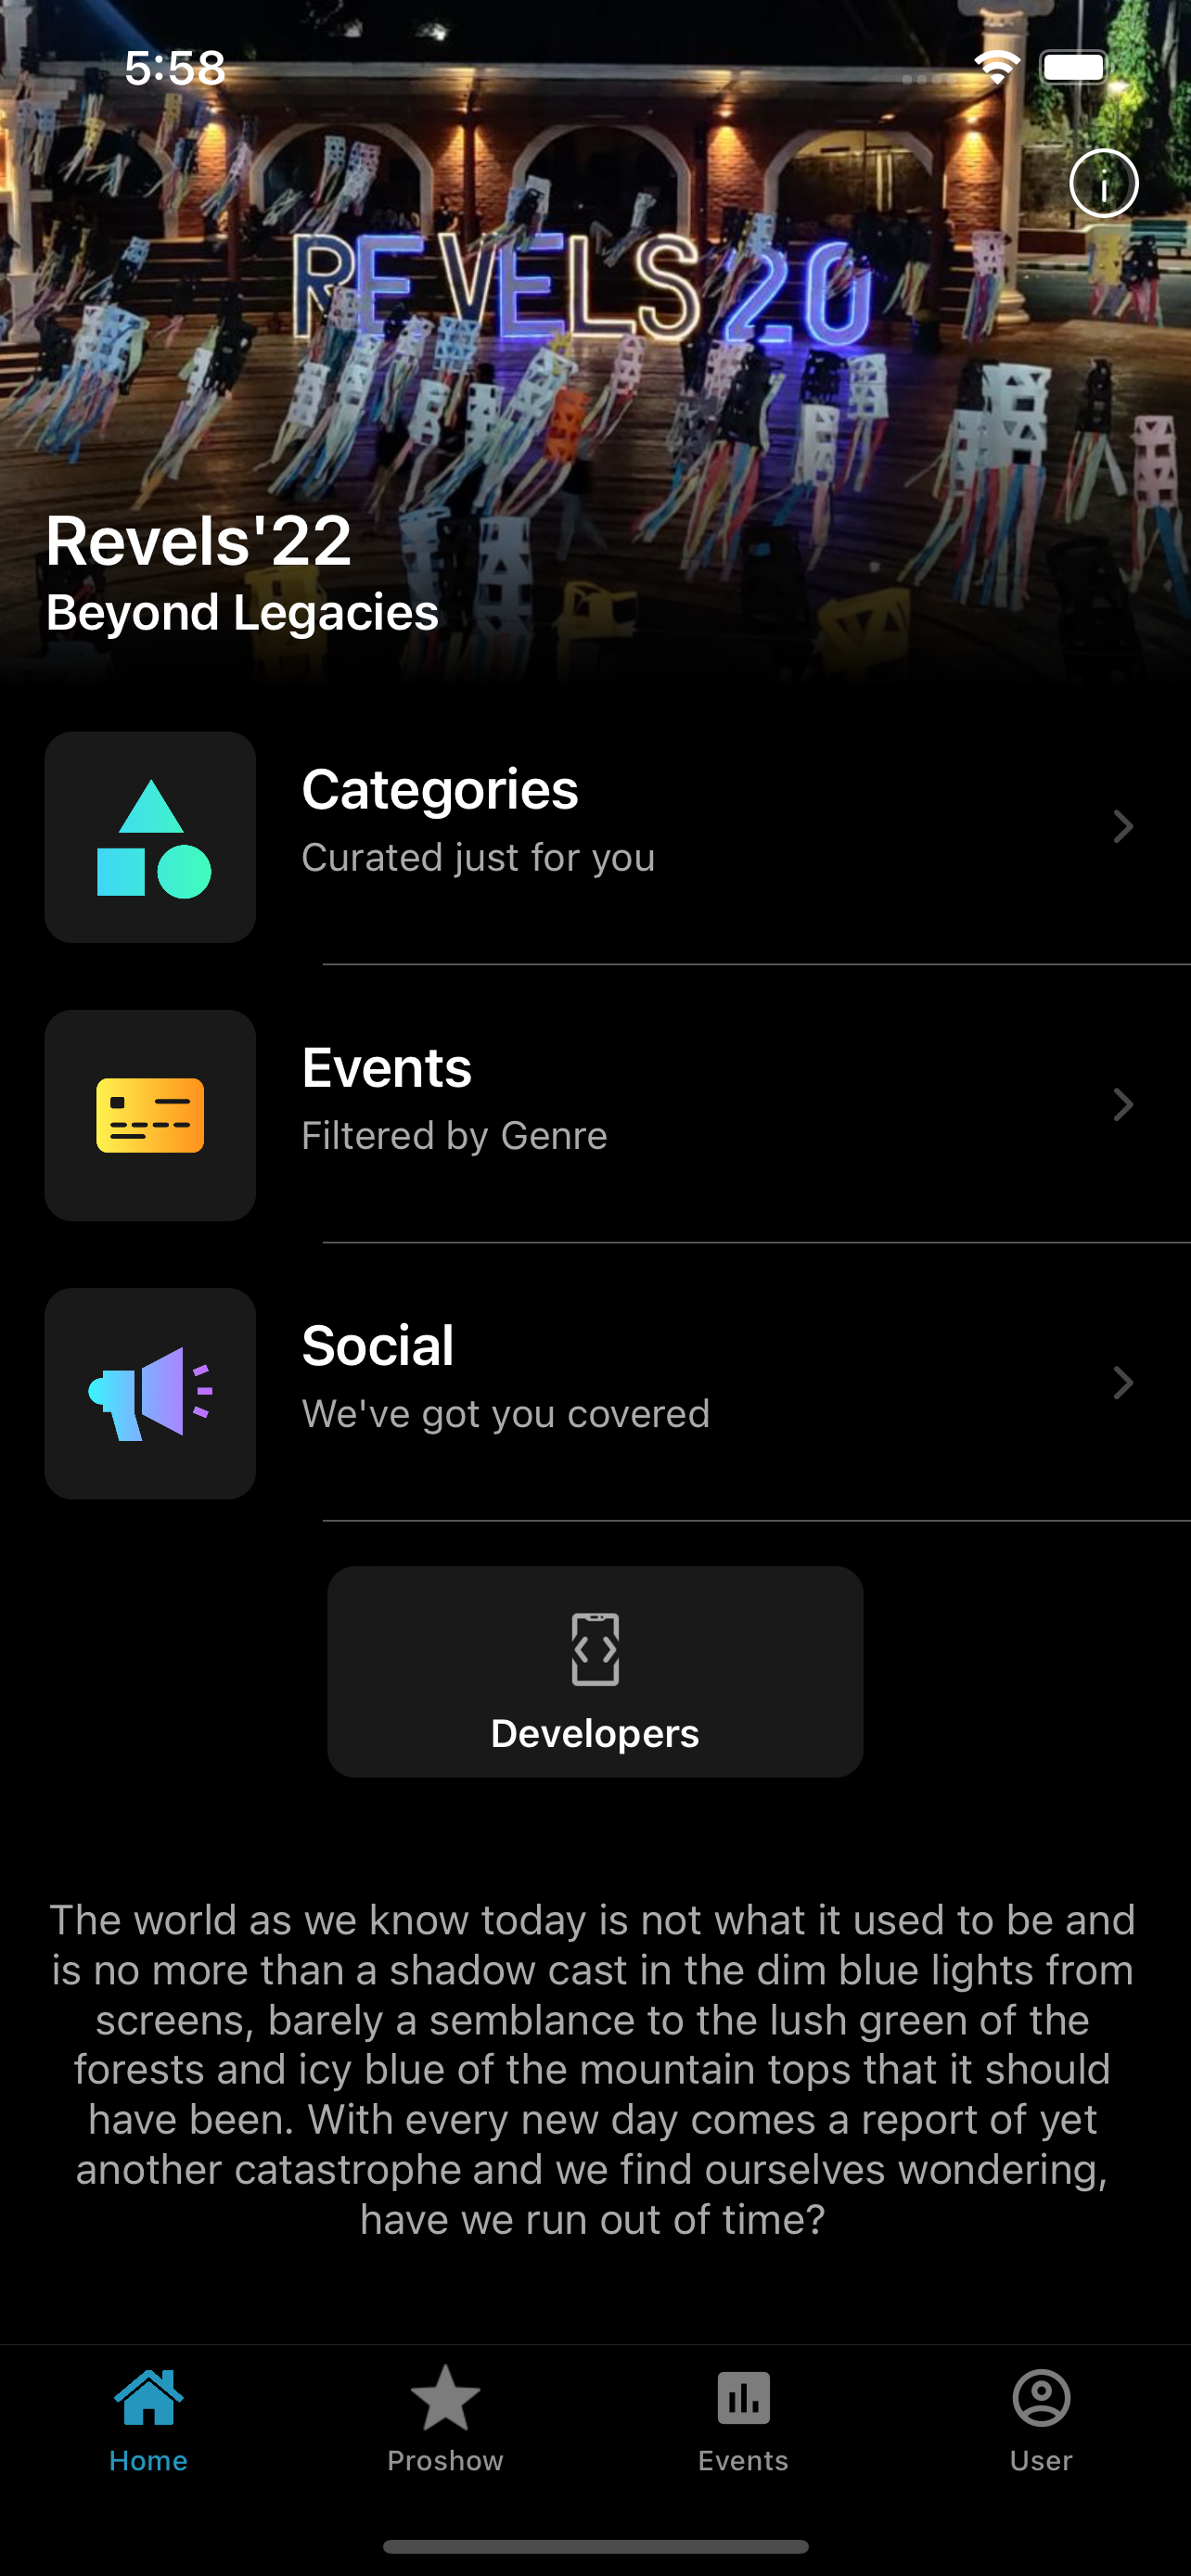 5:58
REVELS 20
Revels'22
Beyond Legacies
Categories
Curated just for you
Events
Filtered by Genre
Social
We've got you covered
Developers
The world as we know today is not what it used to be and
is no more than a shadow cast in the dim blue lights from
screens, barely a semblance to the lush green of the
forests and icy blue of the mountain tops that it should
have been. With every new day comes a report of yet
another catastrophe and we find ourselves wondering,
have we run out of time?
Home
Proshow
Events
User